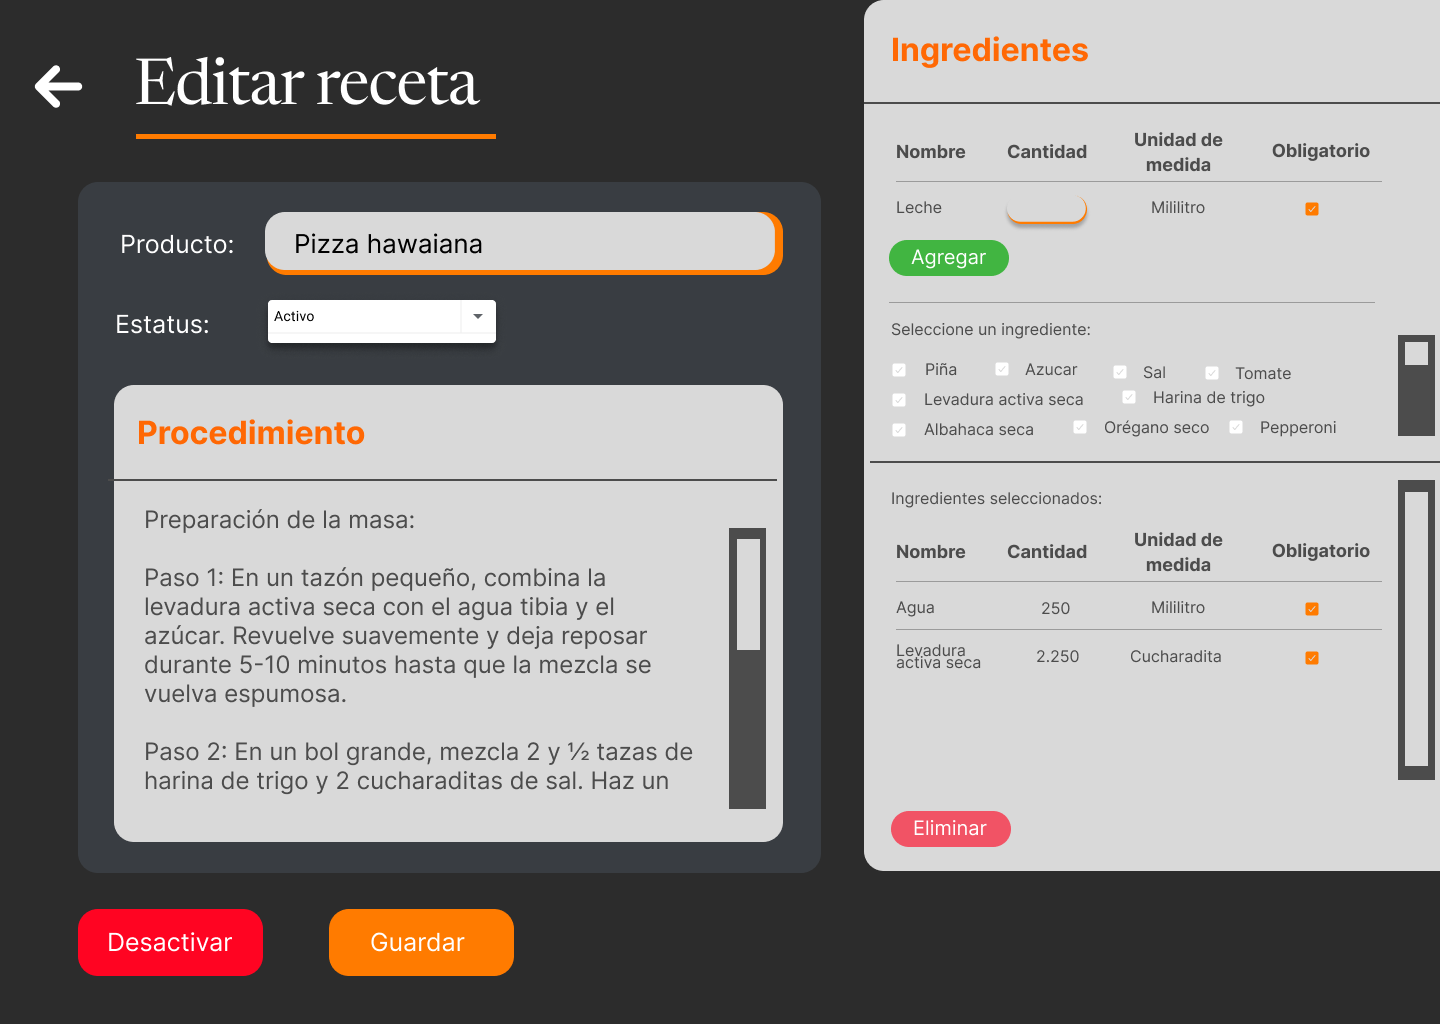 Editar receta
Producto:
Pizza hawaiana
Estatus:
Activo
Procedimiento
Preparación de la masa:
Paso 1: En un tazón pequeño, combina la
levadura activa seca con el agua tibia y el
azúcar. Revuelve suavemente y deja reposar
durante 5-10 minutos hasta que la mezcla se
vuelva espumosa.
Paso 2: En un bol grande, mezcla 2 y ½ tazas de
harina de trigo y 2 cucharaditas de sal. Haz un
Desactivar
Guardar
Ingredientes
Nombre Cantidad Unidad de medida Obligatorio
Leche Mililitro
Agregar
Seleccione un ingrediente:
Piña Azucar Sal Tomate
Levadura activa seca Harina de trigo
Albahaca seca Orégano seco Pepperoni
Ingredientes seleccionados:
Nombre Cantidad Unidad de medida Obligatorio
Agua 250 Mililitro
Levadura activa seca 2.250 Cucharadita
Eliminar